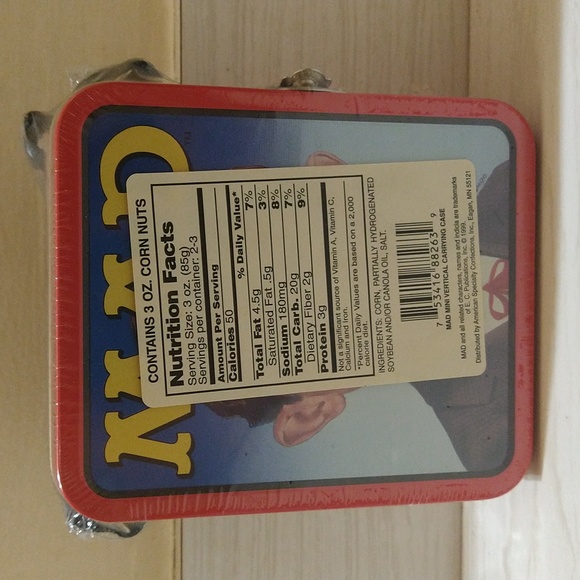 CONTAINS 3 OZ. CORN NUTS
Nutrition Facts
Serving Size: 3 oz. (85g)
Servings per container: 2-3
Amount Per Serving
Calories 50
% Daily Value*
Total Fat 4.5g 7%
Saturated Fat .5g 3%
Sodium 180mg 8%
Total Carb. 20g 7%
Dietary Fiber 2g 9%
Protein 3g
Not a significant source of Vitamin A, Vitamin C,
Calcium and Iron.
*Percent Daily Values are based on a 2,000
calorie diet.
INGREDIENTS: CORN, PARTIALLY HYDROGENATED
SOYBEAN AND/OR CANOLA OIL, SALT.
7 53416 88263 9
MAD MINI VERTICAL CARRYING CASE
MAD and all related characters, names and indicia are trademarks
of E. C. Publications, Inc. © 1999.
Distributed by American Specialty Confections, Inc., Eagan, MN 55121